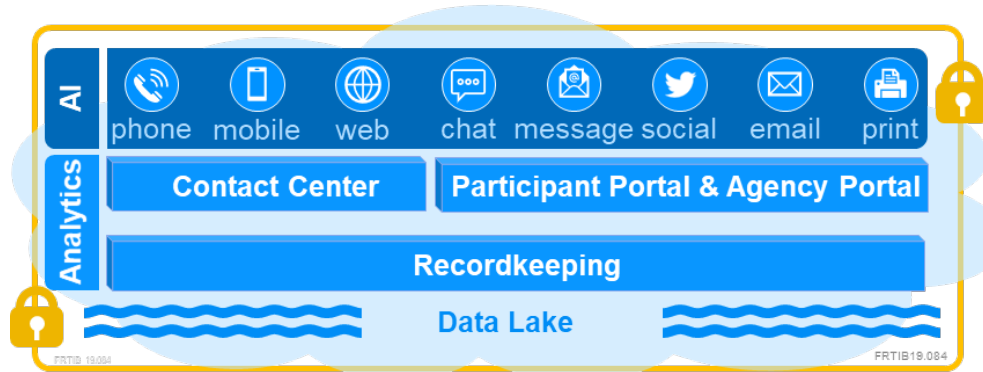 AI
phone mobile web chat message social email print
Analytics
Contact Center
Participant Portal & Agency Portal
Recordkeeping
Data Lake
FRTIB 19.084
FRTIB19.084